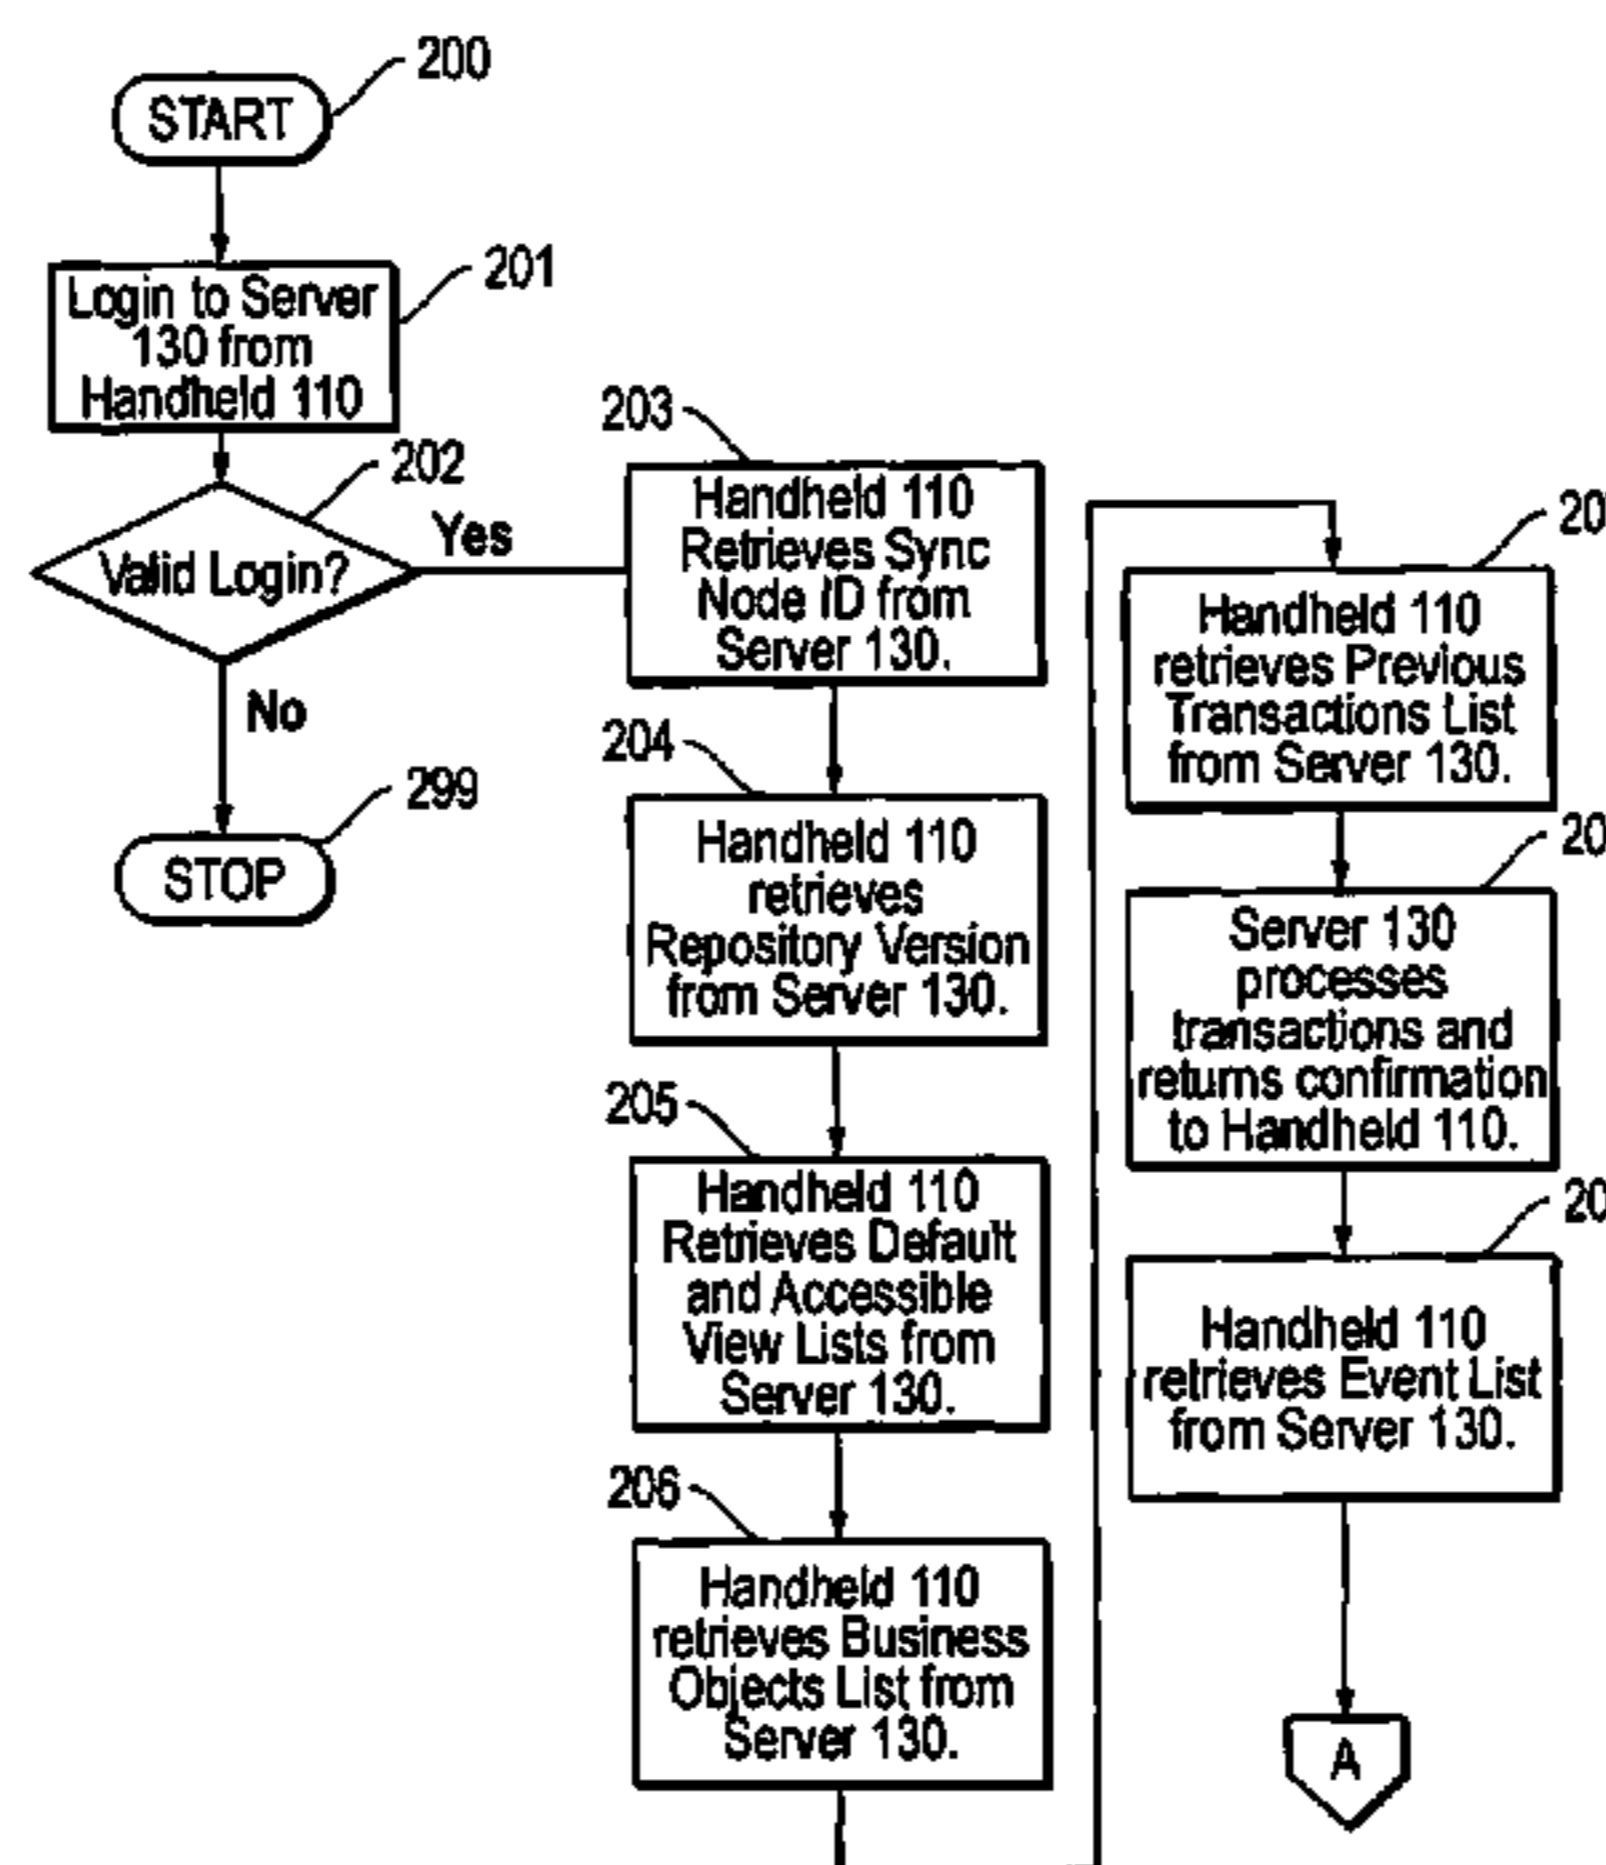 200
START
201
Login to Server
130 from
Handheld 110
202
Valid Login?
Yes
No
299
STOP
203
Handheld 110
Retrieves Sync
Node ID from
Server 130.
204
Handheld 110
retrieves
Repository Version
from Server 130.
205
Handheld 110
Retrieves Default
and Accessible
View Lists from
Server 130.
206
Handheld 110
retrieves Business
Objects List from
Server 130.
Handheld 110
retrieves Previous
Transactions List
from Server 130.
Server 130
processes
transactions and
returns confirmation
to Handheld 110.
Handheld 110
retrieves Event List
from Server 130.
A